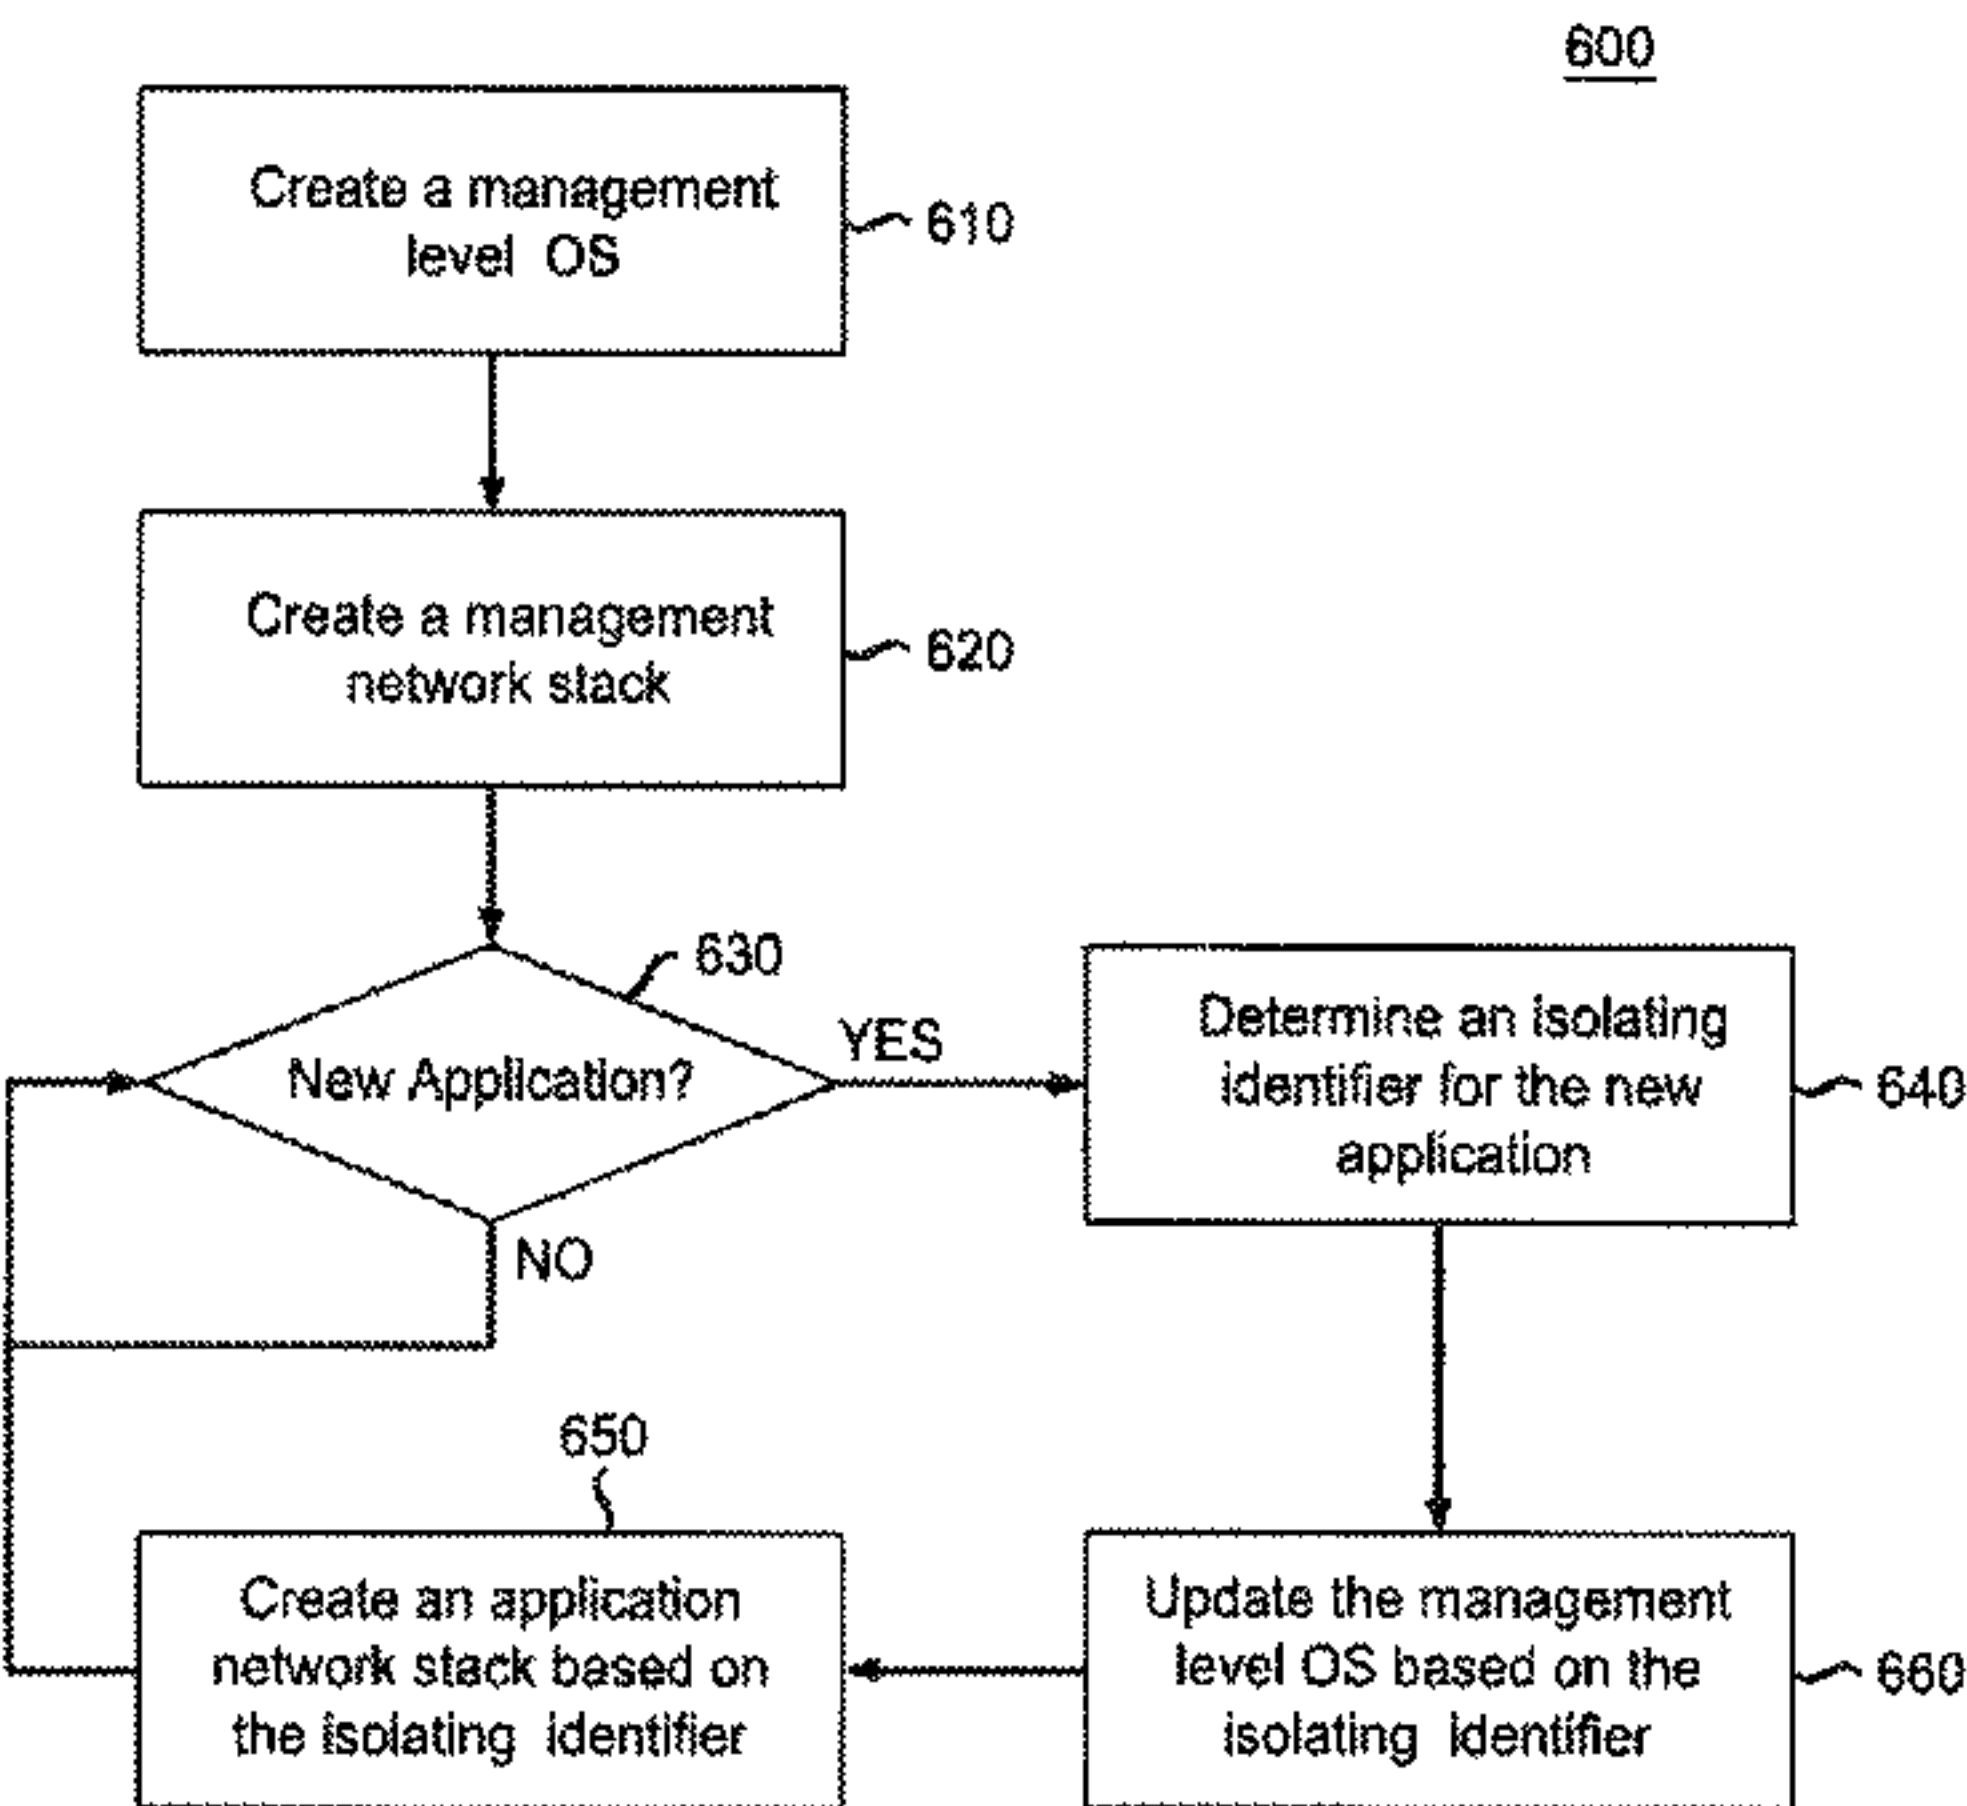 600
Create a management
level OS
610
Create a management
network stack
620
630
New Application?
YES
NO
Determine an isolating
identifier for the new
application
640
650
Create an application
network stack based on
the isolating identifier
Update the management
level OS based on the
isolating identifier
660